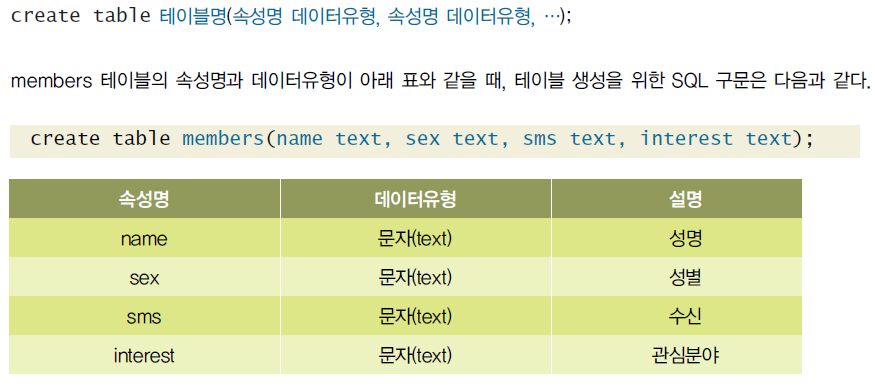 create table 테이블명(속성명 데이터유형, 속성명 데이터유형, …);
members 테이블의 속성명과 데이터유형이 아래 표와 같을 때, 테이블 생성을 위한 SQL 구문은 다음과 같다.
create table members(name text, sex text, sms text, interest text);
속성명 데이터유형 설명
name 문자(text) 성명
sex 문자(text) 성별
sms 문자(text) 수신
interest 문자(text) 관심분야